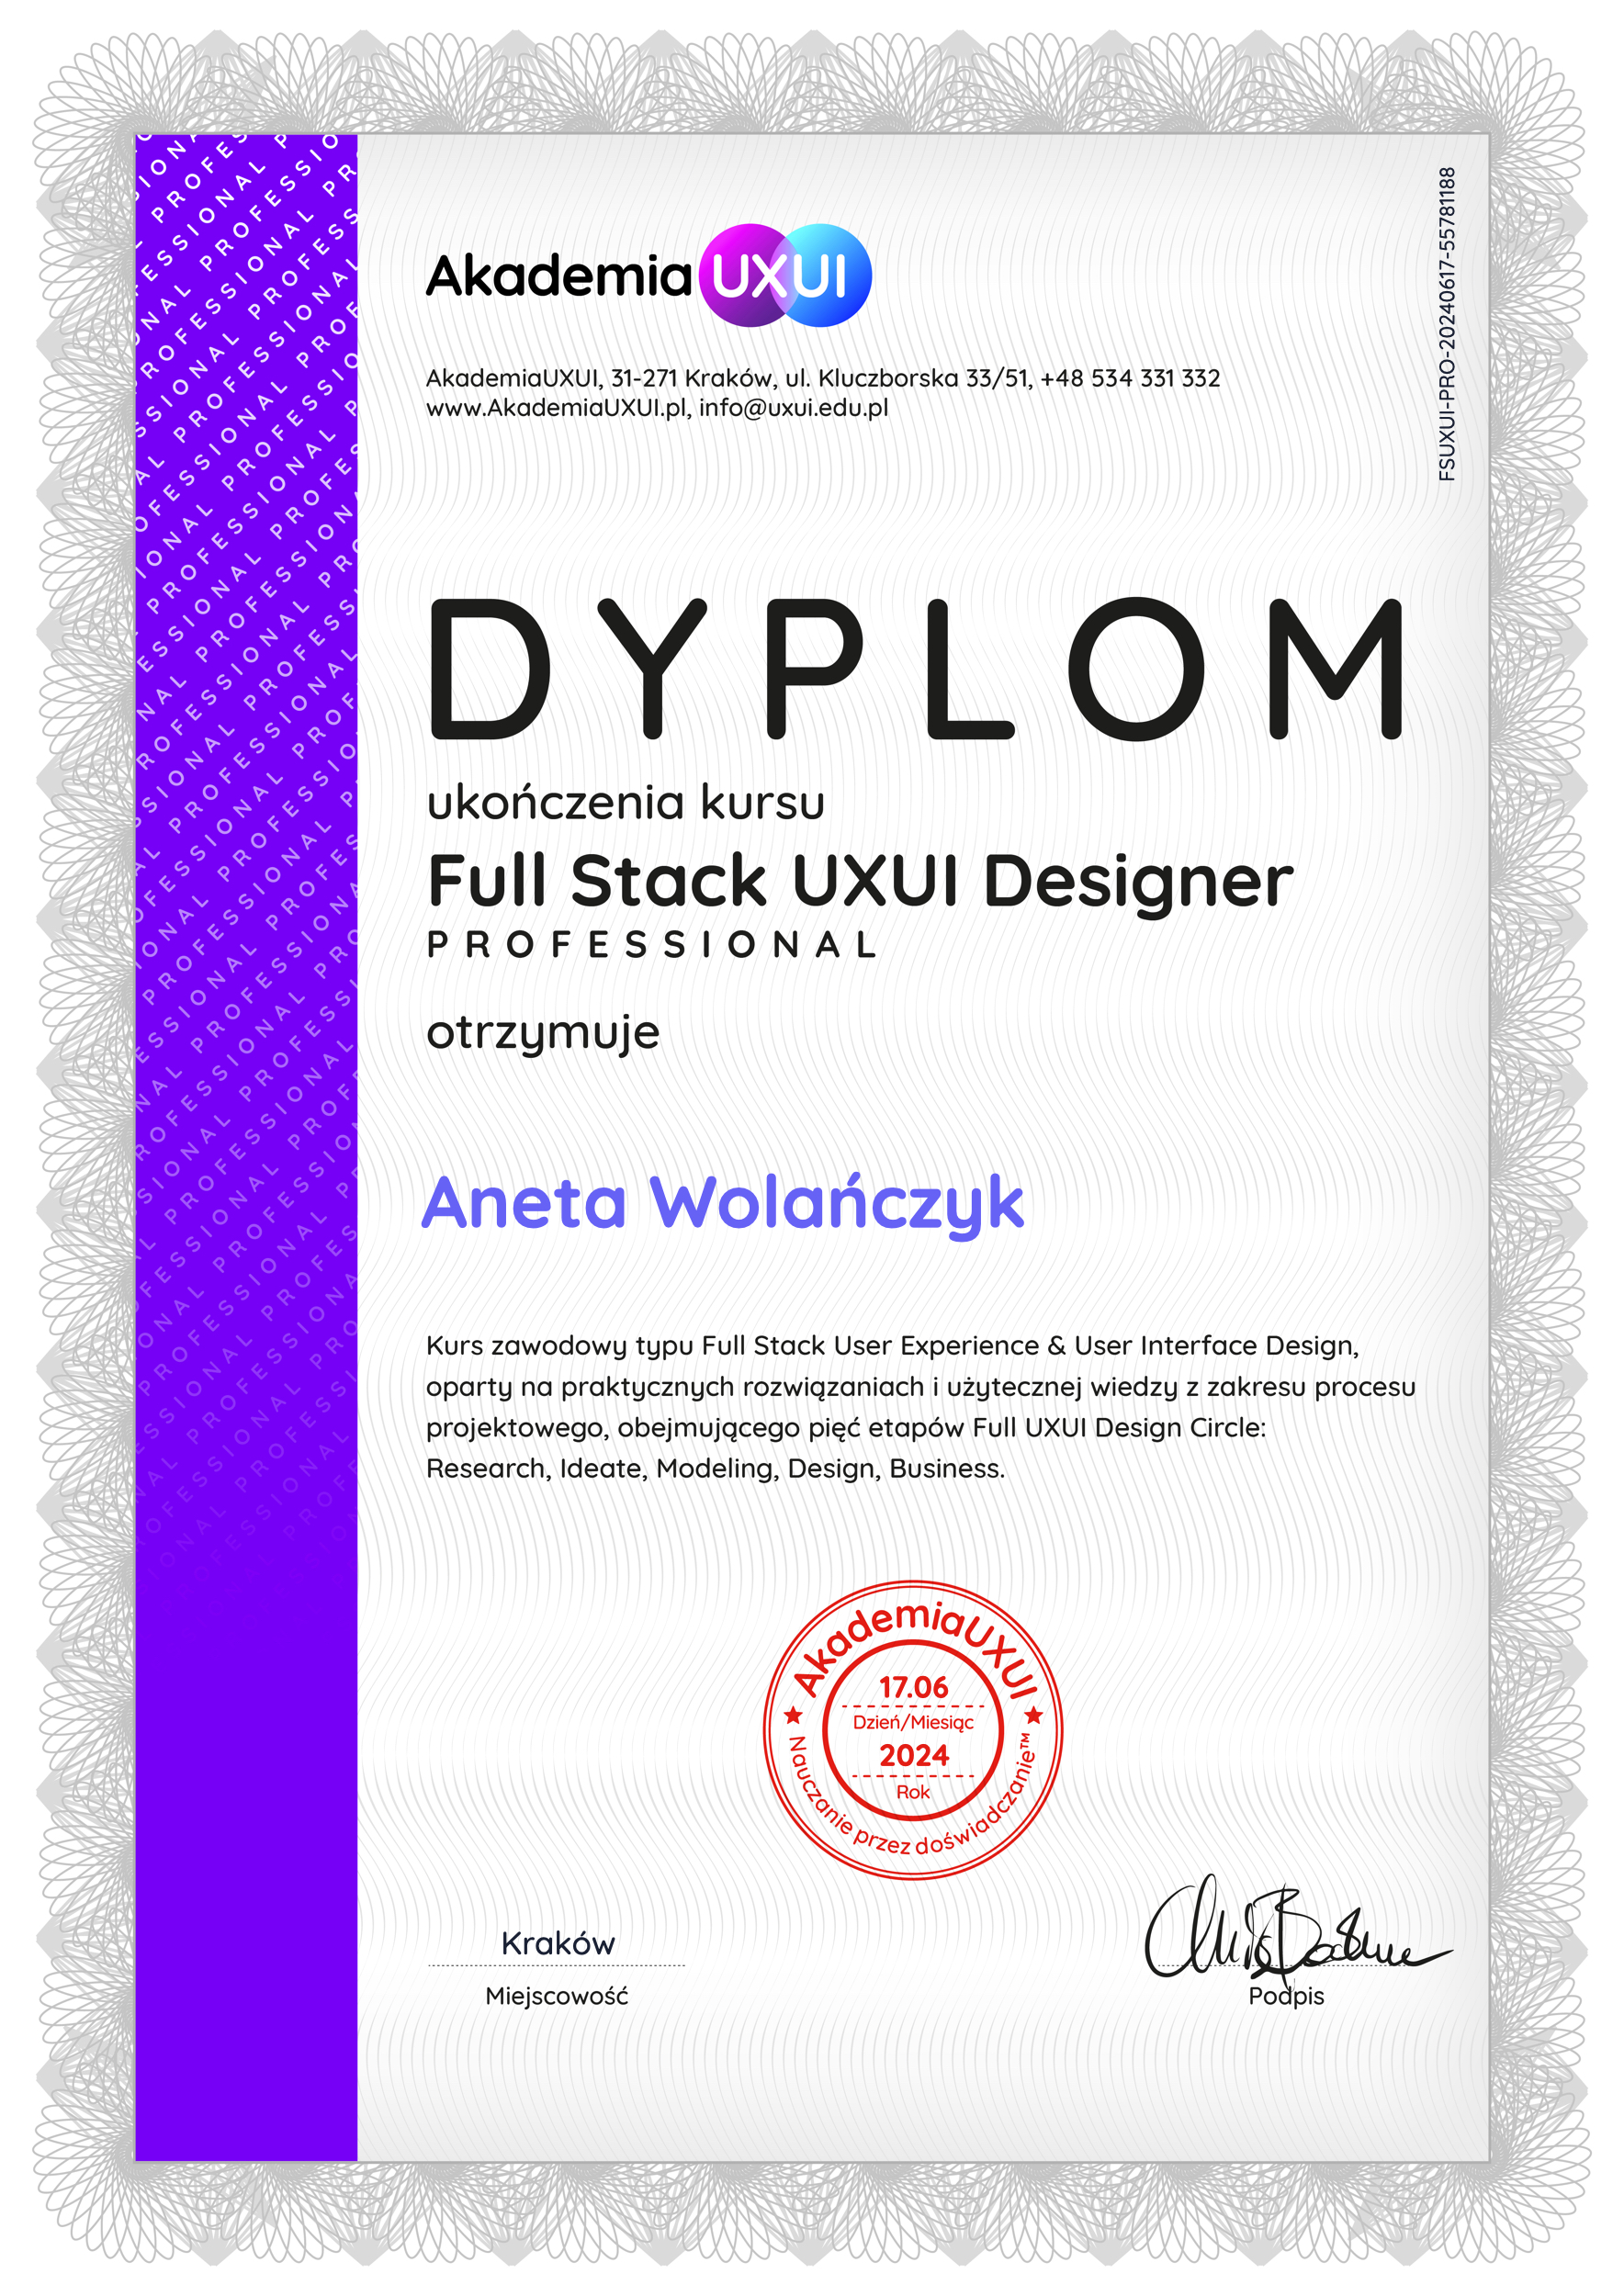 Akademia UXUI
AkademiaUXUI, 31-271 Kraków, ul. Kluczborska 33/51, +48 534 331 332
www.AkademiaUXUI.pl, info@uxui.edu.pl
FSUXUI-PRO-20240617-55781188
DYPLOM
ukończenia kursu
Full Stack UXUI Designer
PROFESSIONAL
otrzymuje
Aneta Wolańczyk
Kurs zawodowy typu Full Stack User Experience & User Interface Design,
oparty na praktycznych rozwiązaniach i użytecznej wiedzy z zakresu procesu
projektowego, obejmującego pięć etapów Full UXUI Design Circle:
Research, Ideate, Modeling, Design, Business.
AkademiaUXUI
17.06
Dzień/Miesiąc
2024
Rok
Nauczanie przez doświadczanie™
Kraków
Miejscowość
Podpis